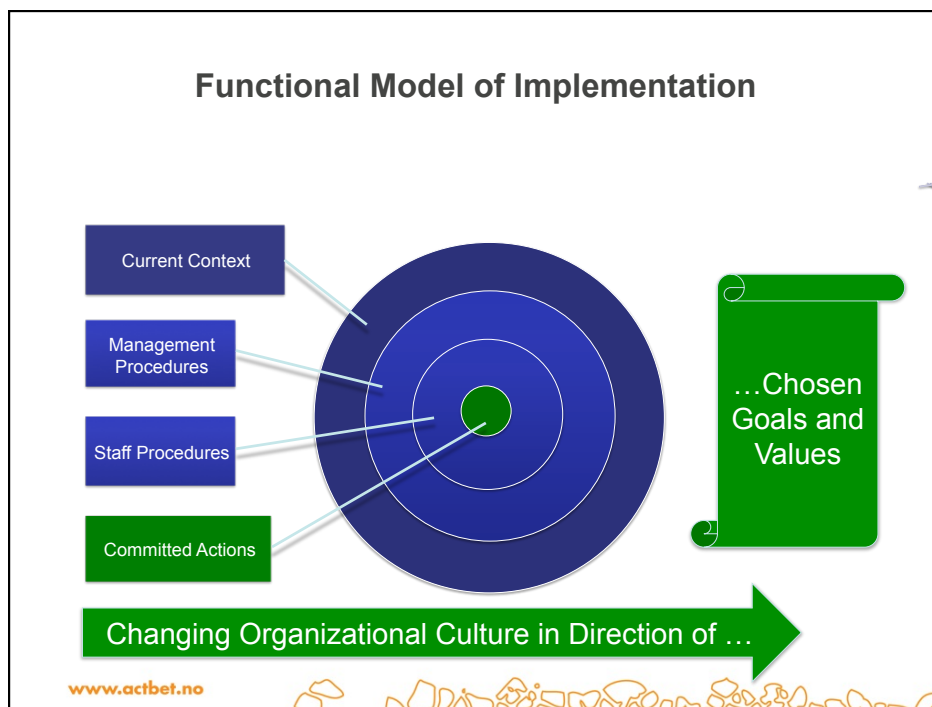 Functional Model of Implementation
Current Context
Management
Procedures
Staff Procedures
Committed Actions
…Chosen
Goals and
Values
Changing Organizational Culture in Direction of …
www.actbet.no